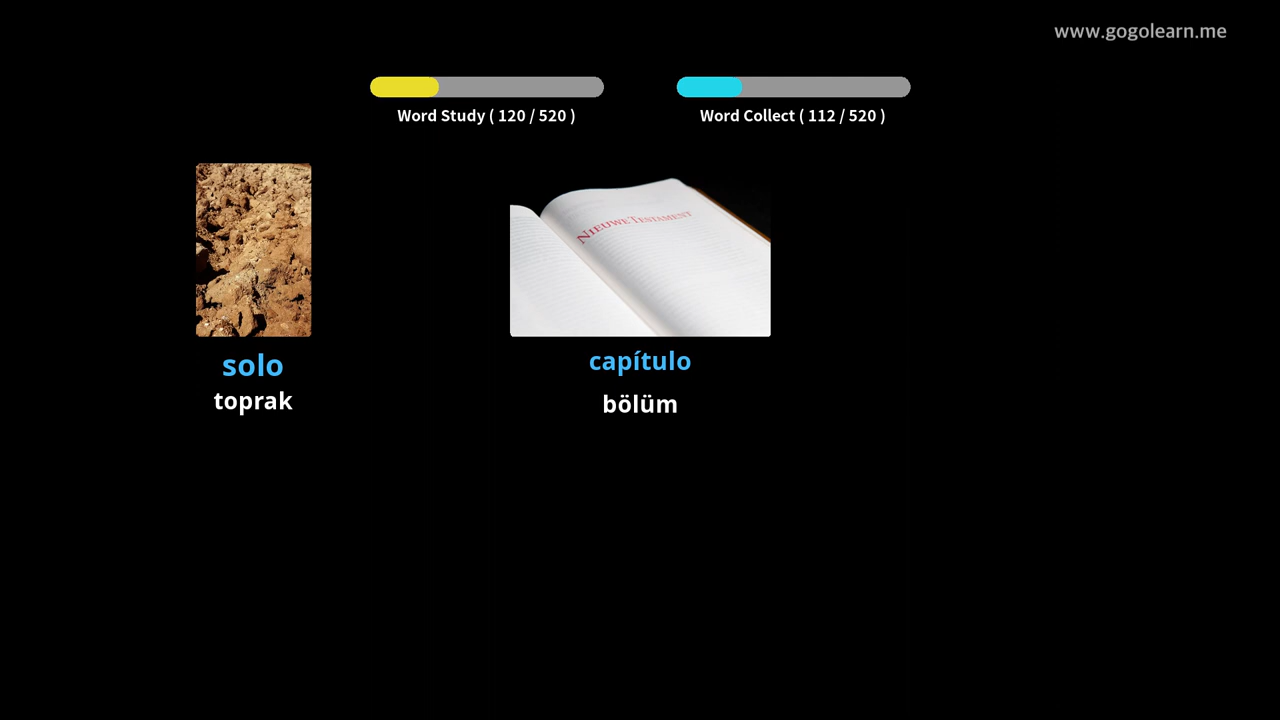 www.gogolearn.me
Word Study ( 120 / 520 )
Word Collect ( 112 / 520 )
NIEUWE TESTAMENT
solo
toprak
capítulo
bölüm